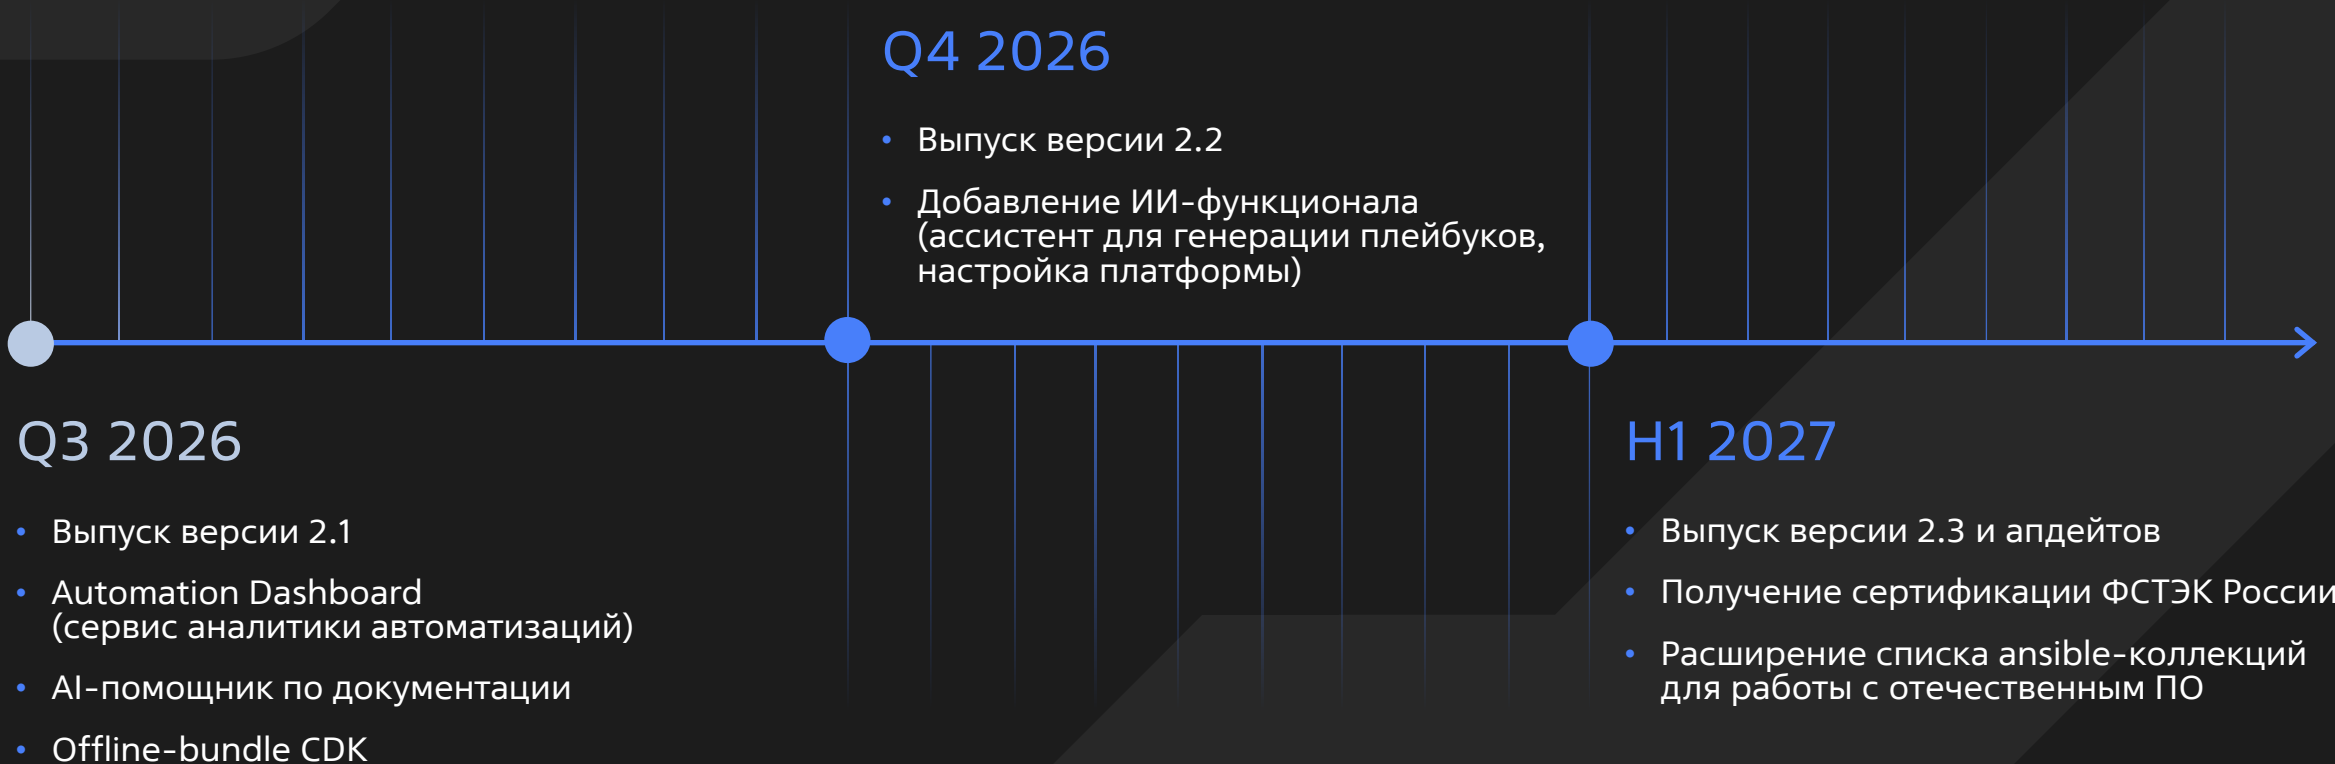 Q4 2026
• Выпуск версии 2.2
• Добавление ИИ-функционала
(ассистент для генерации плейбуков,
настройка платформы)
Q3 2026
• Выпуск версии 2.1
• Automation Dashboard
(сервис аналитики автоматизаций)
• AI-помощник по документации
• Offline-bundle CDK
H1 2027
• Выпуск версии 2.3 и апдейтов
• Получение сертификации ФСТЭК России
• Расширение списка ansible-коллекций
для работы с отечественным ПО